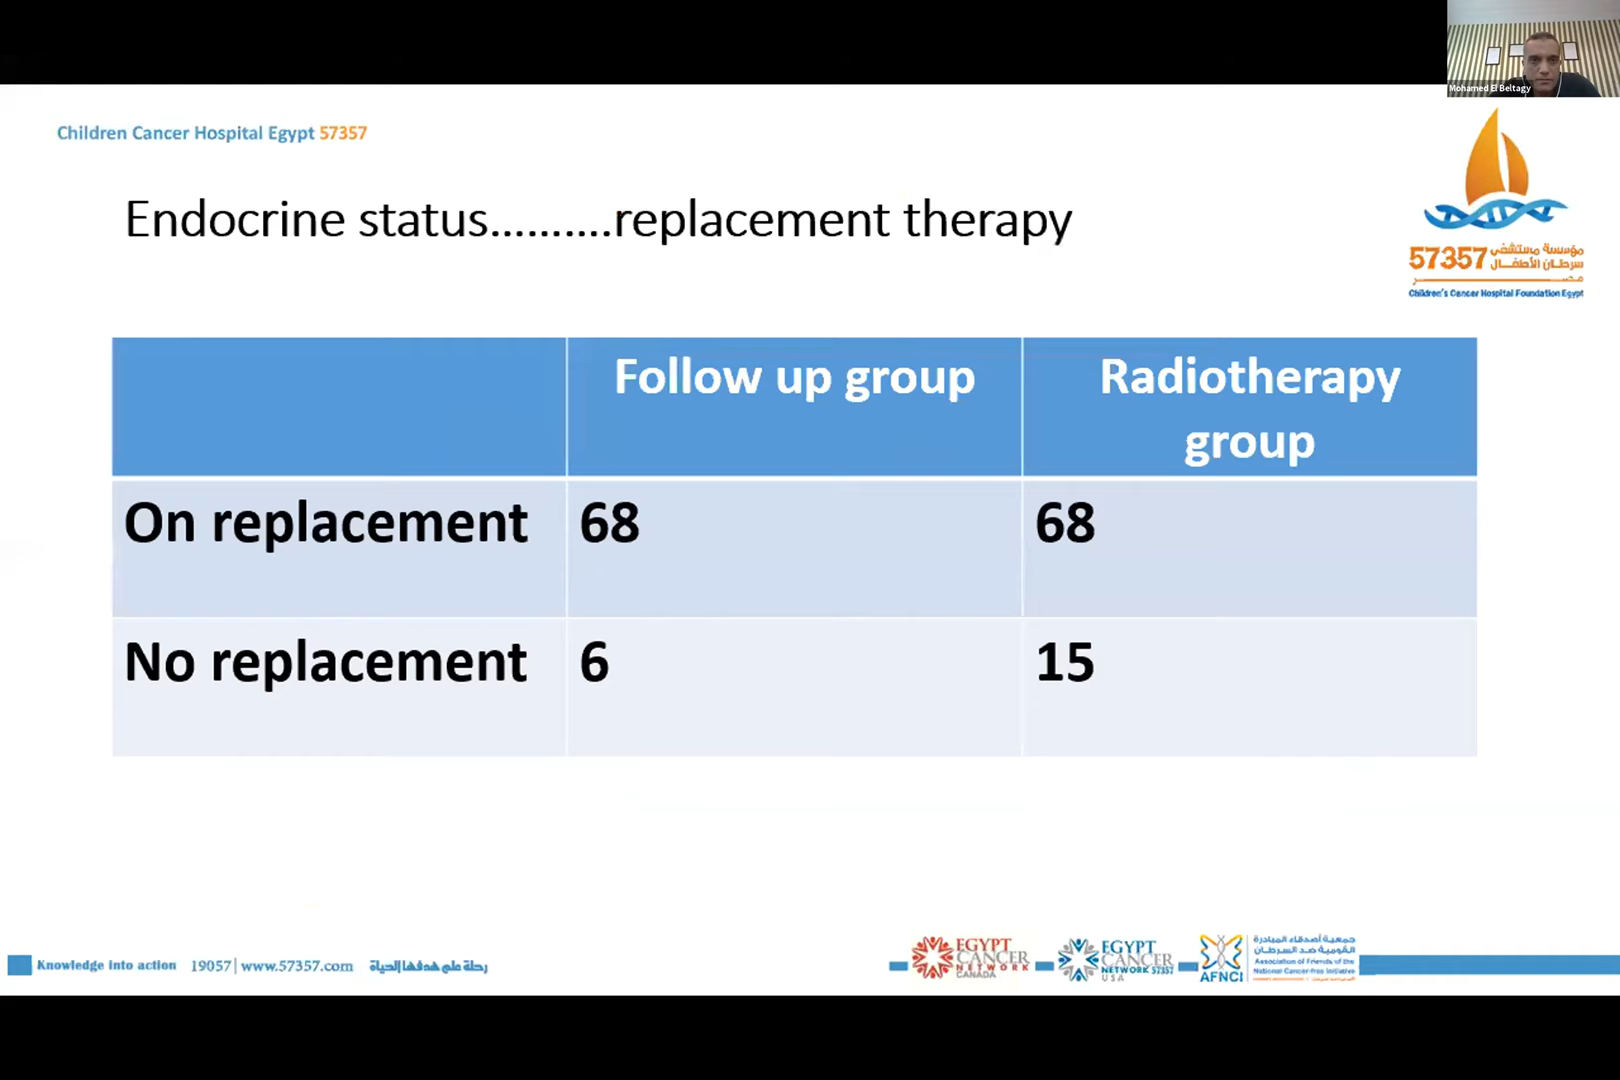 Mohamed El Beltagy
Children Cancer Hospital Egypt 57357
Endocrine status..........replacement therapy
57357 مؤسسة مستشفى
سرطان الأطفال
مصر
Children's Cancer Hospital Foundation Egypt
Follow up group
Radiotherapy
group
On replacement
68
68
No replacement
6
15
Knowledge into action
19057| www.57357.com
رحلة على هدفها الحياة
EGYPT
CANCER
NETWORK
CANADA
EGYPT
CANCER
NETWORK 57357
USA
AFNCI
جمعية أصدقاء المبادرة
القومية ضد السرطان
Association of Friends of the
National Cancer-free Initiative